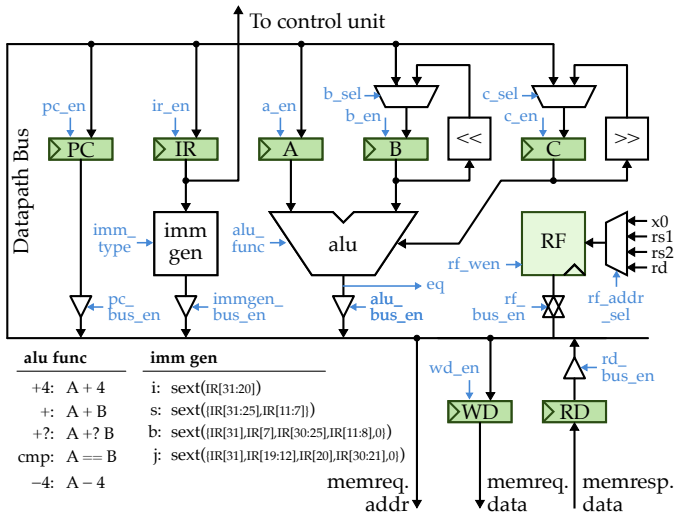 To control unit
Datapath Bus
pc_en
ir_en
a_en
b_sel
b_en
c_sel
c_en
PC
IR
A
B
<<
C
>>
imm_
type
imm
gen
alu_
func
alu
rf_wen
RF
x0
rs1
rs2
rd
rf_addr
_sel
eq
pc_
bus_en
immgen_
bus_en
alu_
bus_en
rf_
bus_en
alu func
+4: A + 4
+: A + B
+?: A +? B
cmp: A == B
−4: A − 4
imm gen
i: sext(IR[31:20])
s: sext({IR[31:25],IR[11:7]})
b: sext({IR[31],IR[7],IR[30:25],IR[11:8],0})
j: sext({IR[31],IR[19:12],IR[20],IR[30:21],0})
wd_en
rd_
bus_en
WD
RD
memreq.
addr
memreq.
data
memresp.
data